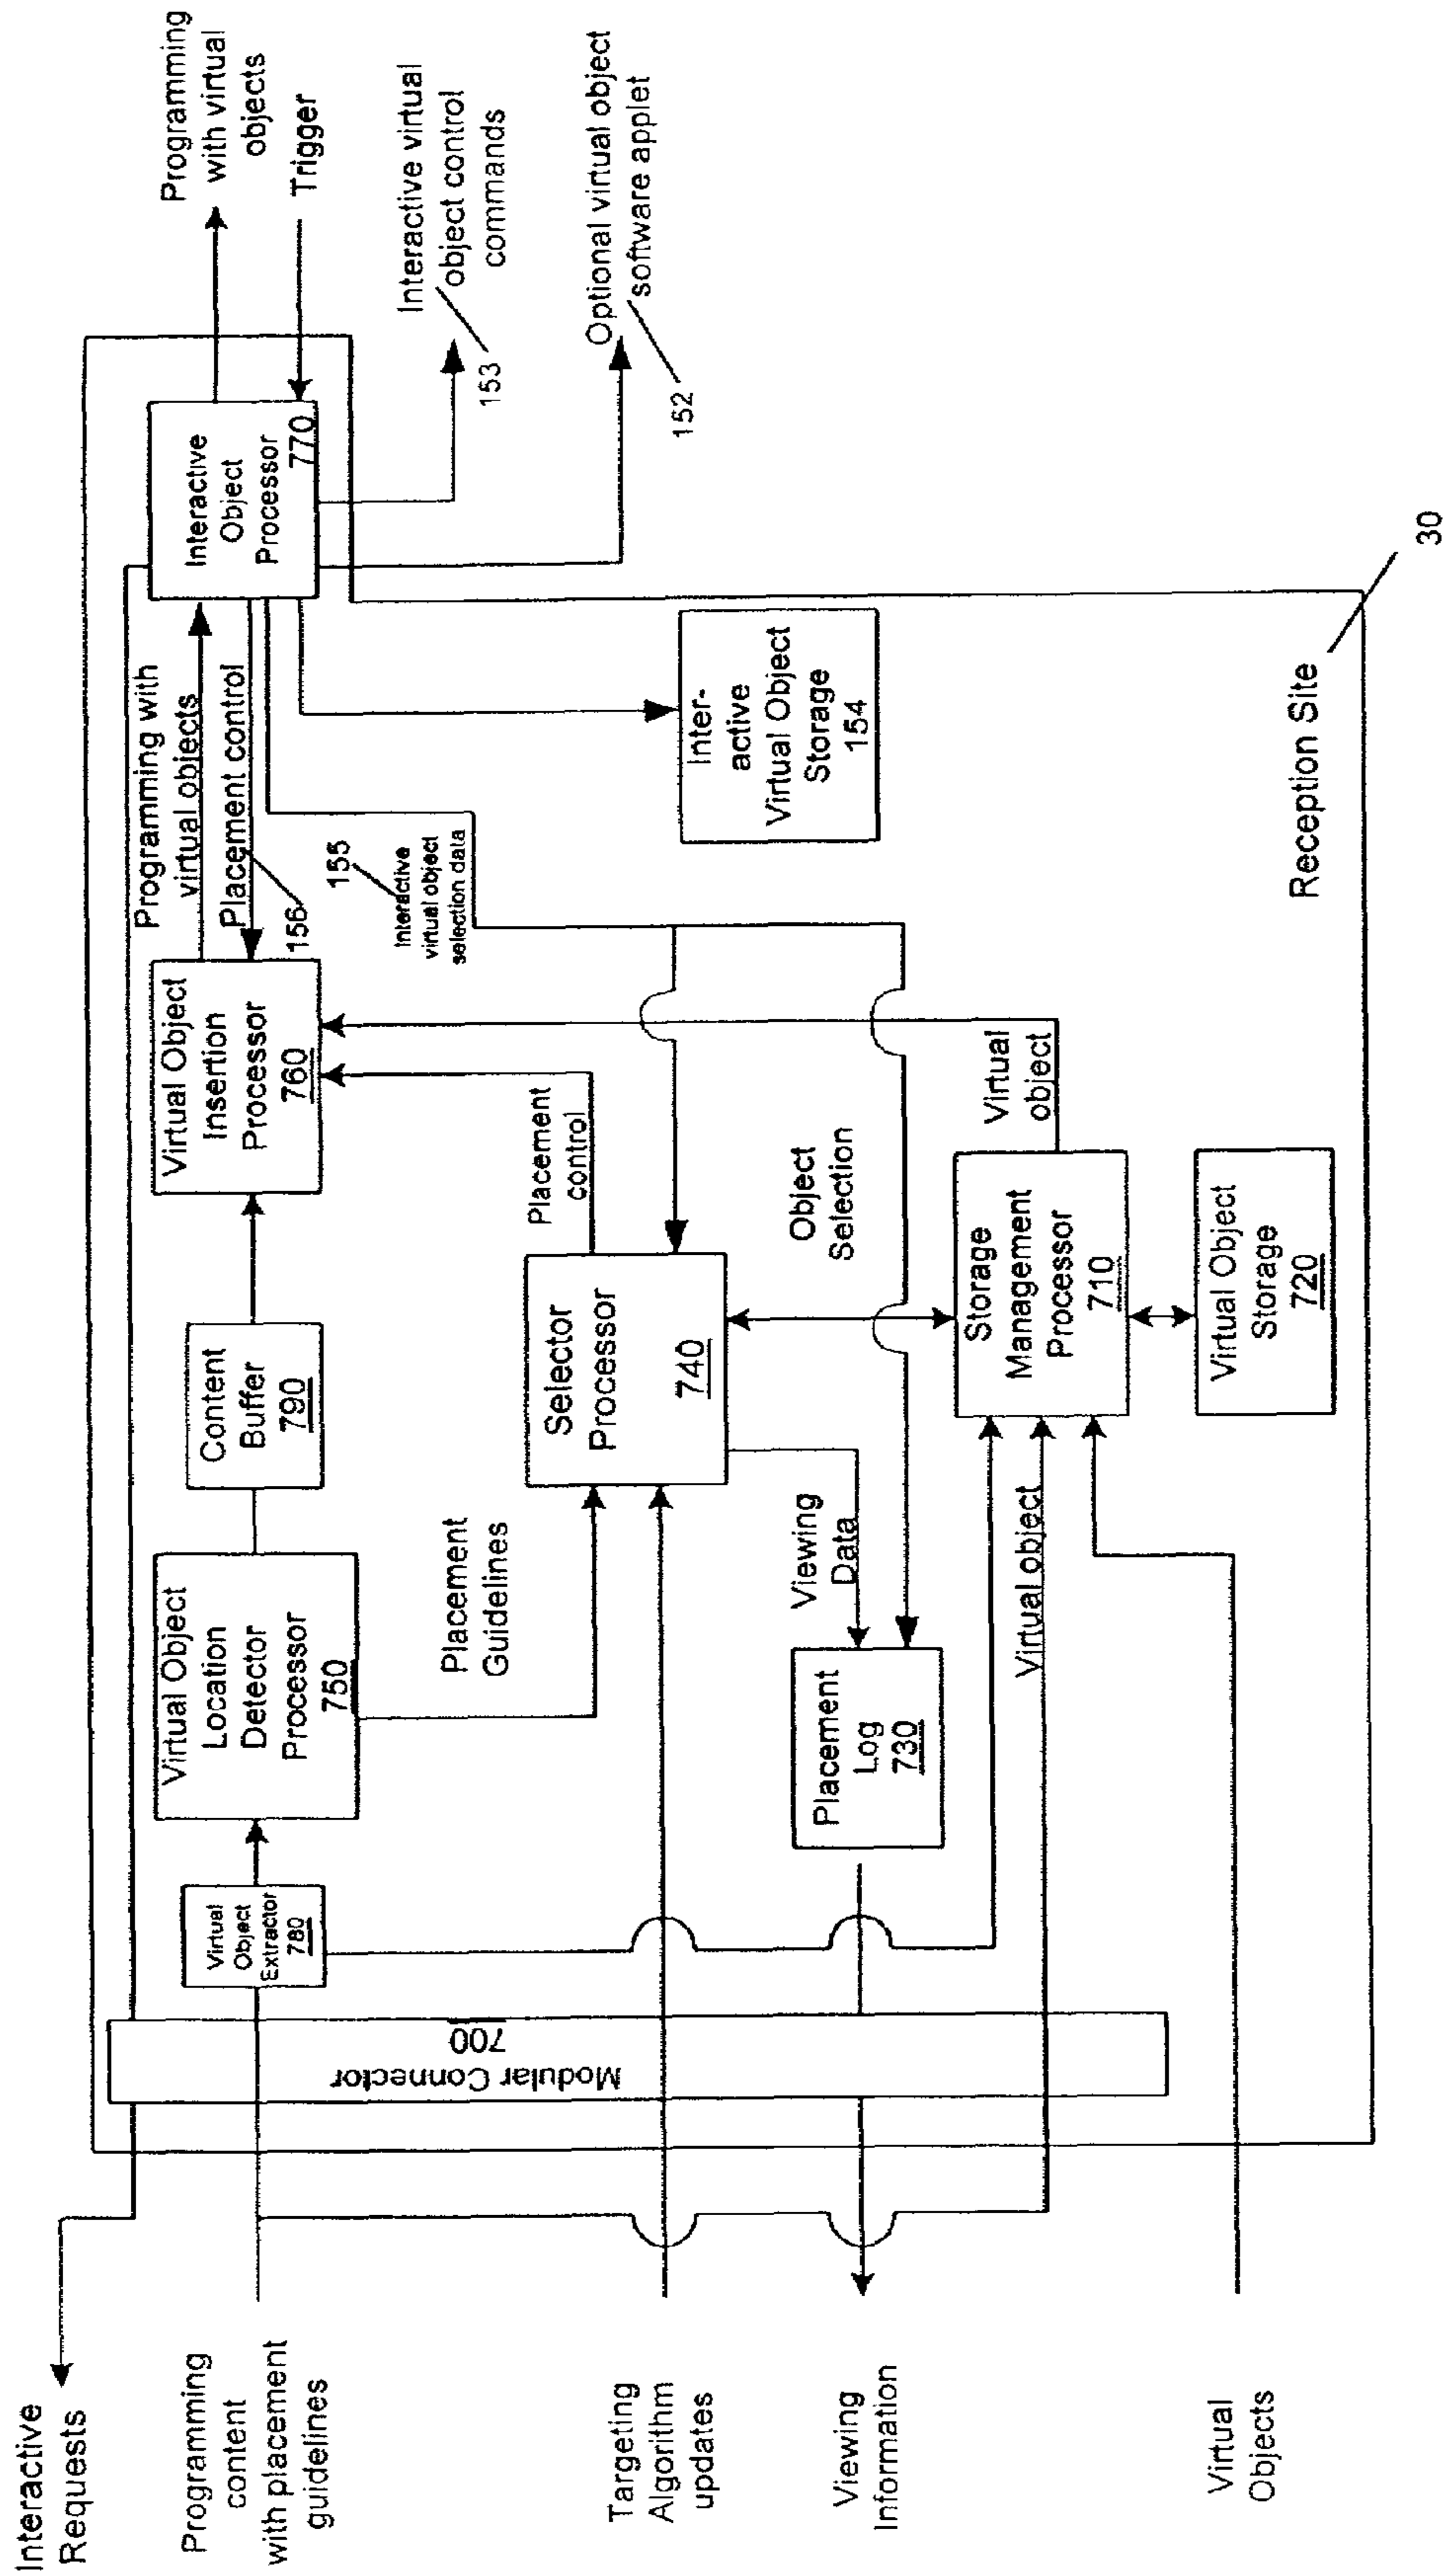 Interactive
Requests
Programming
content
with placement
guidelines
Targeting
Algorithm
updates
Viewing
Information
Virtual
Objects
Modular Connector
700
Virtual
Object
Extractor
780
Virtual Object
Location
Detector
Processor
750
Placement
Guidelines
Content
Buffer
790
Selector
Processor
740
Viewing
Data
Placement
Log
730
Virtual object
Storage
Management
Processor
710
Virtual Object
Storage
720
Virtual
object
Object
Selection
Placement
control
Virtual Object
Insertion
Processor
760
Programming with
virtual objects
Placement control
156
155
Interactive
virtual object
selection data
Inter-
active
Virtual Object
Storage
154
Interactive
Object
Processor
770
Programming
with virtual
objects
Trigger
Interactive virtual
object control
commands
153
Optional virtual object
software applet
152
Reception Site
30